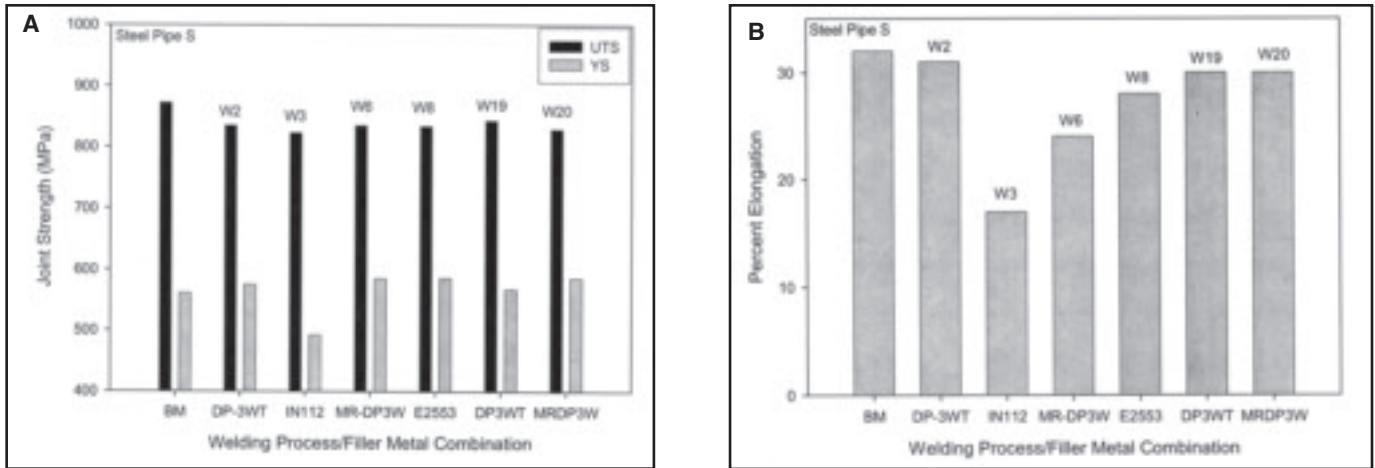 A
Steel Pipe S
UTS
YS
1000
900
800
700
600
500
400
Joint Strength (MPa)
W2
W3
W6
W8
W19
W20
BM
DP-3WT
IN112
MR-DP3W
E2553
DP3WT
MRDP3W
Welding Process/Filler Metal Combination
B
Steel Pipe S
30
20
10
0
Percent Elongation
W2
W3
W6
W8
W19
W20
BM
DP-3WT
IN112
MR-DP3W
E2553
DP3WT
MRDP3W
Welding Process/Filler Metal Combination